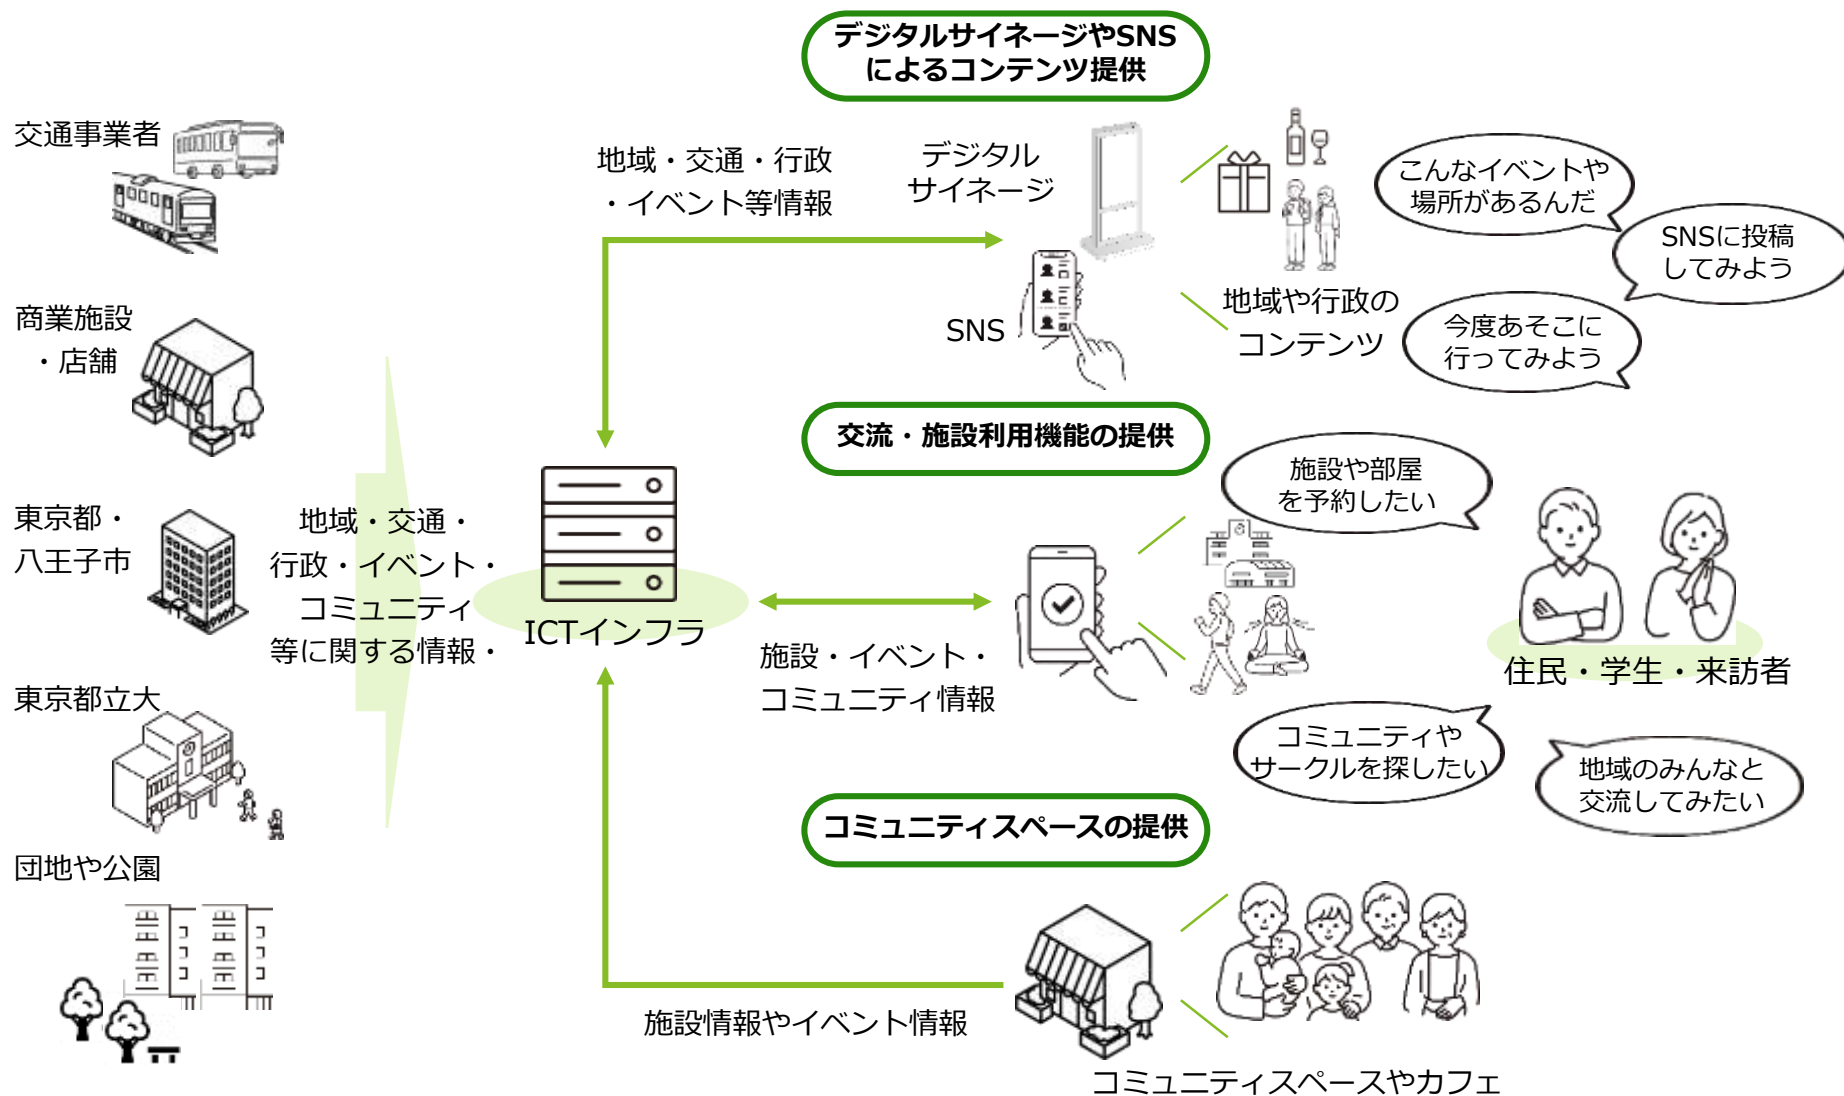 デジタルサイネージやSNS
によるコンテンツ提供
交通事業者
地域・交通・行政
・イベント等情報
デジタル
サイネージ
こんなイベントや
場所があるんだ
SNSに投稿
してみよう
商業施設
・店舗
SNS
地域や行政の
コンテンツ
今度あそこに
行ってみよう
交流・施設利用機能の提供
施設や部屋
を予約したい
東京都・
八王子市
地域・交通・
行政・イベント・
コミュニティ
等に関する情報・
ICTインフラ
施設・イベント・
コミュニティ情報
住民・学生・来訪者
東京都立大
コミュニティや
サークルを探したい
地域のみんなと
交流してみたい
コミュニティスペースの提供
団地や公園
施設情報やイベント情報
コミュニティスペースやカフェ